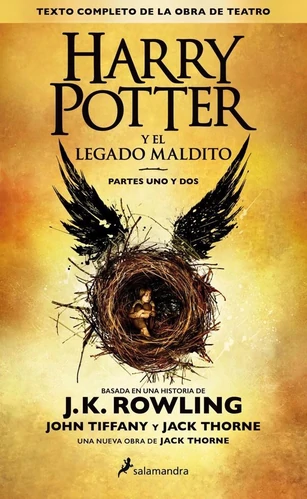 TEXTO COMPLETO DE LA OBRA DE TEATRO
HARRY
POTTER
Y EL
LEGADO MALDITO
PARTES UNO Y DOS
BASADA EN UNA HISTORIA DE
J.K. ROWLING
JOHN TIFFANY Y JACK THORNE
UNA NUEVA OBRA DE JACK THORNE
salamandra